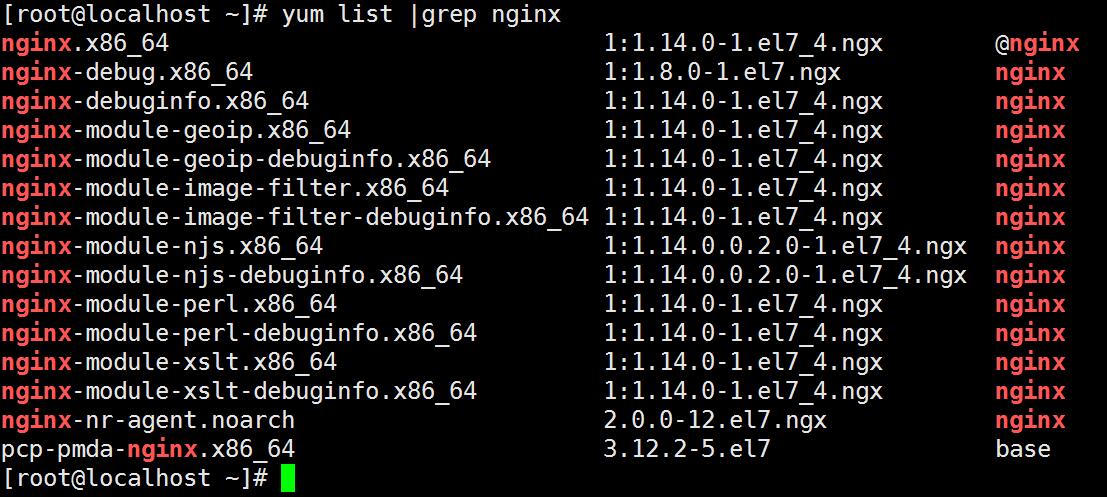 [root@localhost ~]# yum list |grep nginx
nginx.x86_64 1:1.14.0-1.el7_4.ngx @nginx
nginx-debug.x86_64 1:1.8.0-1.el7.ngx nginx
nginx-debuginfo.x86_64 1:1.14.0-1.el7_4.ngx nginx
nginx-module-geoip.x86_64 1:1.14.0-1.el7_4.ngx nginx
nginx-module-geoip-debuginfo.x86_64 1:1.14.0-1.el7_4.ngx nginx
nginx-module-image-filter.x86_64 1:1.14.0-1.el7_4.ngx nginx
nginx-module-image-filter-debuginfo.x86_64 1:1.14.0-1.el7_4.ngx nginx
nginx-module-njs.x86_64 1:1.14.0.0.2.0-1.el7_4.ngx nginx
nginx-module-njs-debuginfo.x86_64 1:1.14.0.0.2.0-1.el7_4.ngx nginx
nginx-module-perl.x86_64 1:1.14.0-1.el7_4.ngx nginx
nginx-module-perl-debuginfo.x86_64 1:1.14.0-1.el7_4.ngx nginx
nginx-module-xslt.x86_64 1:1.14.0-1.el7_4.ngx nginx
nginx-module-xslt-debuginfo.x86_64 1:1.14.0-1.el7_4.ngx nginx
nginx-nr-agent.noarch 2.0.0-12.el7.ngx nginx
pcp-pmda-nginx.x86_64 3.12.2-5.el7 base
[root@localhost ~]#